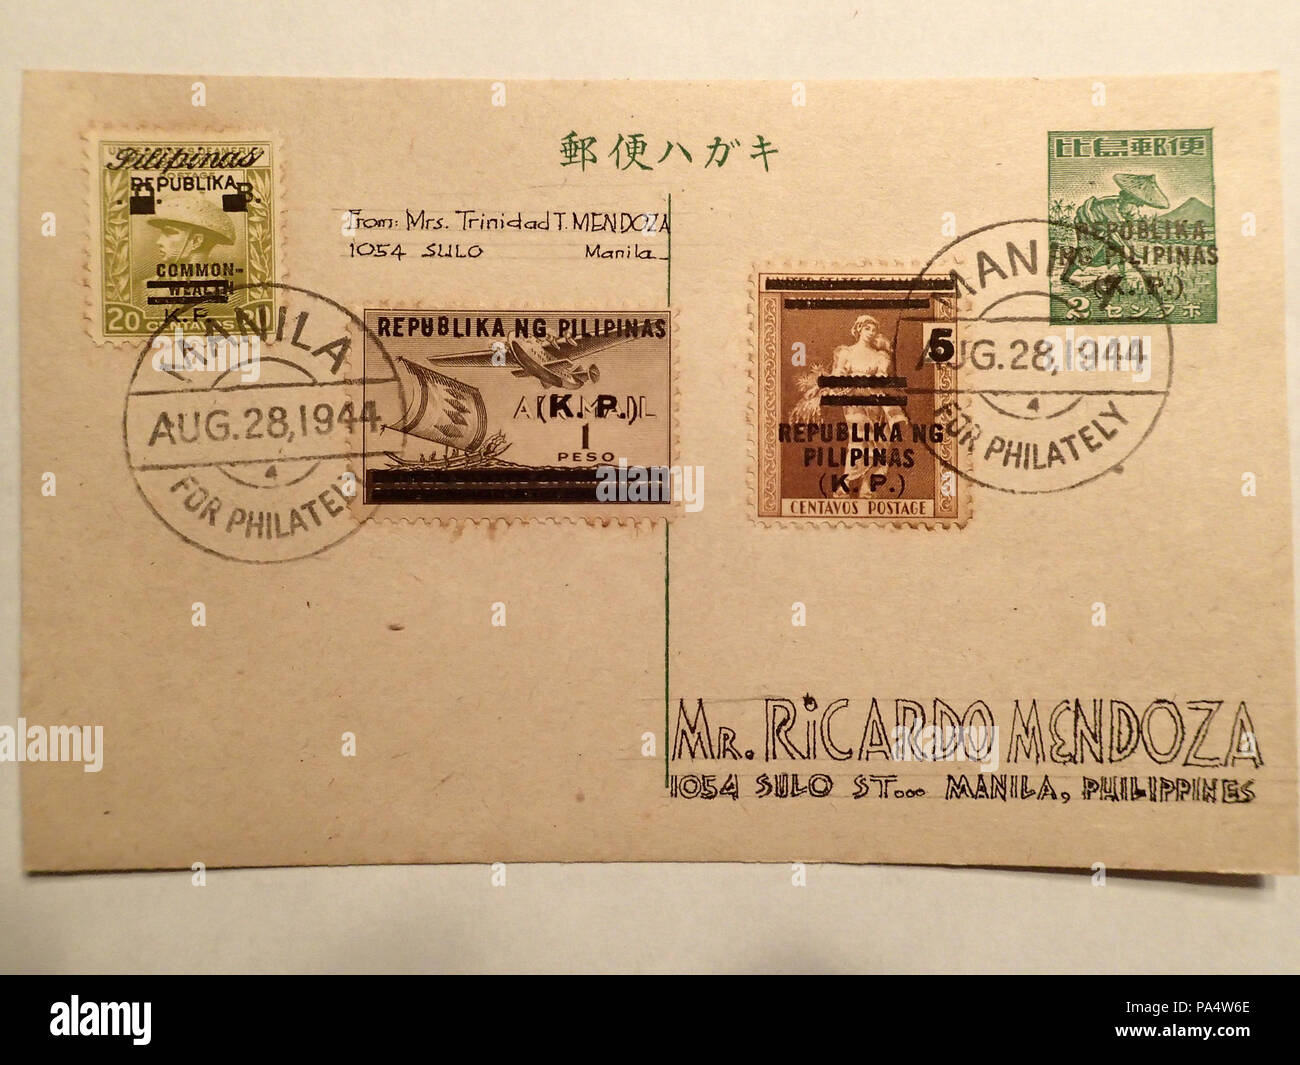 郵便ハガキ
From: Mrs. Trinidad T. MENDOZA
1054 SULO Manila
Pilipinas
REPUBLIKA
COMMON-
WEALTH
K. P.
20 CENTAVOS
MANILA
AUG.28,1944
FOR PHILATELY
REPUBLIKA NG PILIPINAS
(K. P.)
1
PESO
5
REPUBLIKA NG
PILIPINAS
(K. P.)
CENTAVOS POSTAGE
MANILA
AUG.28,1944
FOR PHILATELY
比島郵便
REPUBLIKA
NG PILIPINAS
(K. P.)
2 センタボ
MR. RiCARDO MENDOZA
1054 SULO ST... MANILA, PHILIPPINES
alamy
Image ID: PA4W6E
www.alamy.com